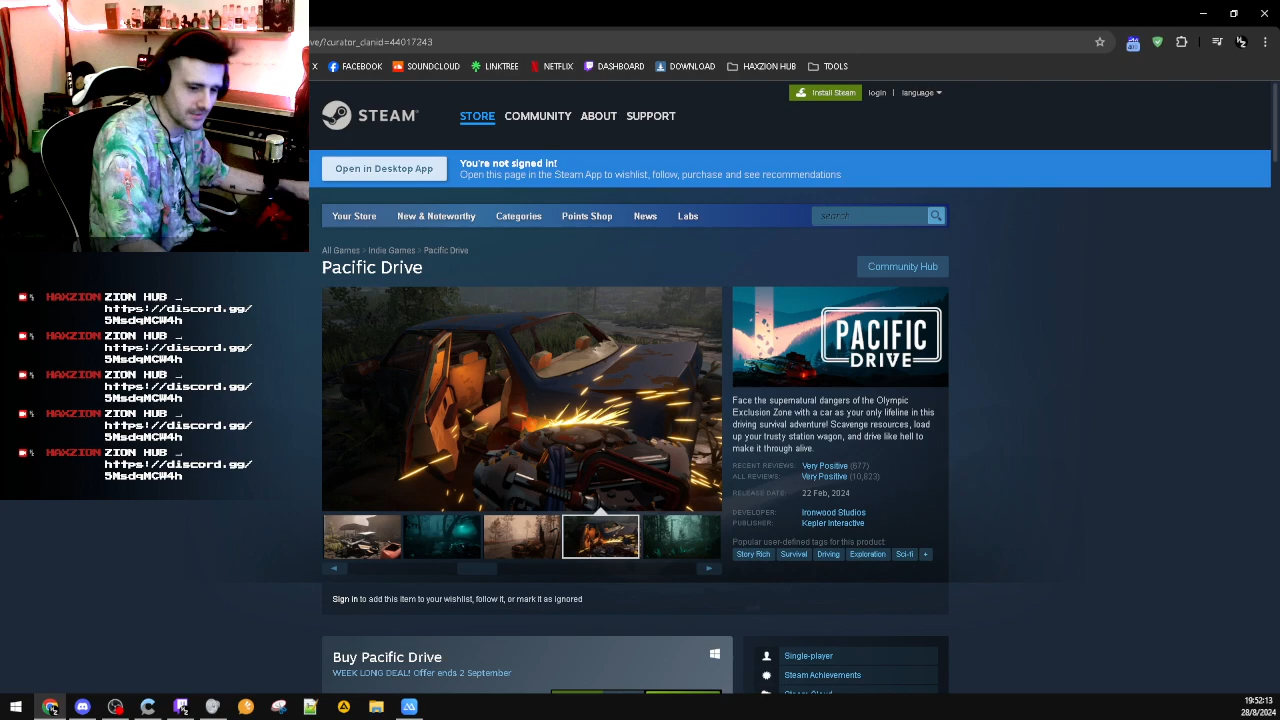 ve/?curator_clanid=44017243
X FACEBOOK SOUNDCLOUD LINKTREE NETFLIX DASHBOARD DOWNLOAD HAXZION HUB TOOLS
Install Steam login | language
STEAM® STORE COMMUNITY ABOUT SUPPORT
Open in Desktop App
You're not signed in!
Open this page in the Steam App to wishlist, follow, purchase and see recommendations
Your Store New & Noteworthy Categories Points Shop News Labs search
All Games > Indie Games > Pacific Drive
Pacific Drive
Community Hub
PACIFIC
DRIVE
Face the supernatural dangers of the Olympic
Exclusion Zone with a car as your only lifeline in this
driving survival adventure! Scavenge resources, load
up your trusty station wagon, and drive like hell to
make it through alive.
RECENT REVIEWS: Very Positive (677)
ALL REVIEWS: Very Positive (10,823)
RELEASE DATE: 22 Feb, 2024
DEVELOPER: Ironwood Studios
PUBLISHER: Kepler Interactive
Popular user-defined tags for this product:
Story Rich Survival Driving Exploration Sci-fi +
Sign in to add this item to your wishlist, follow it, or mark it as ignored
Buy Pacific Drive
WEEK LONG DEAL! Offer ends 2 September
Single-player
Steam Achievements
Steam Cloud
HAXZION ZION HUB →
https://discord.gg/
5MsdqMCW4h
HAXZION ZION HUB →
https://discord.gg/
5MsdqMCW4h
HAXZION ZION HUB →
https://discord.gg/
5MsdqMCW4h
HAXZION ZION HUB →
https://discord.gg/
5MsdqMCW4h
HAXZION ZION HUB →
https://discord.gg/
5MsdqMCW4h
19:52:13
28/8/2024